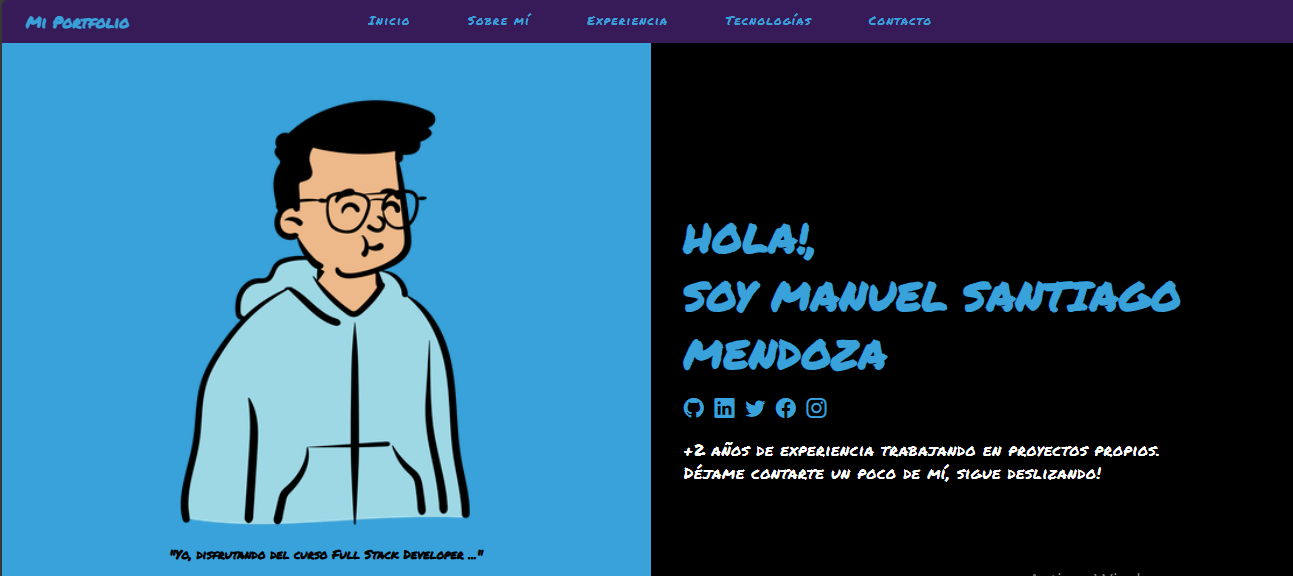 Mi Portfolio
Inicio
Sobre mí
Experiencia
Tecnologías
Contacto
HOLA!,
SOY MANUEL SANTIAGO
MENDOZA
+2 años de experiencia trabajando en proyectos propios.
Déjame contarte un poco de mí, sigue deslizando!
"Yo, disfrutando del curso Full Stack Developer ..."